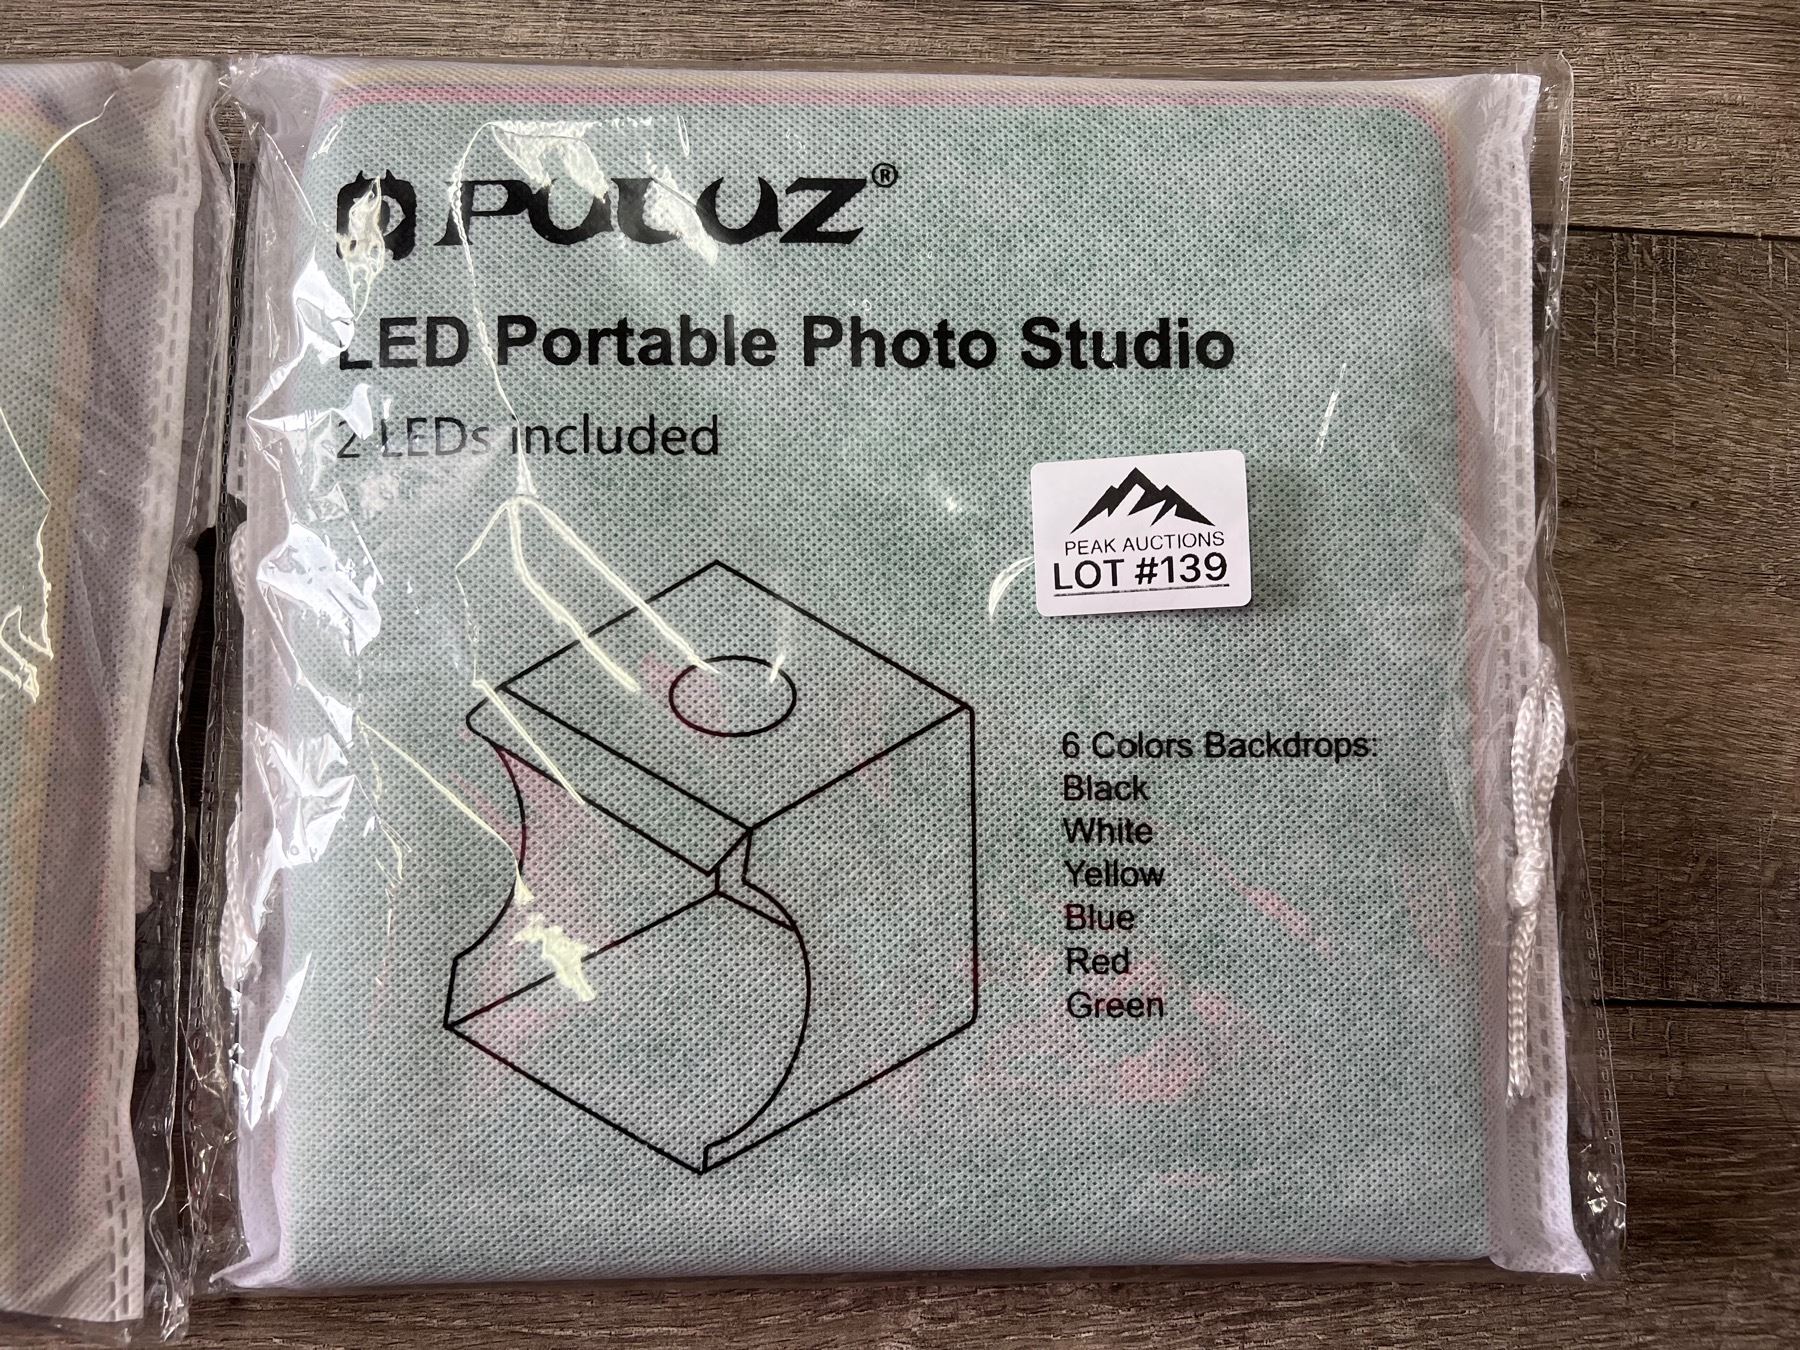 PULUZ®
LED Portable Photo Studio
2 LEDs included
PEAK AUCTIONS
LOT #139
6 Colors Backdrops:
Black
White
Yellow
Blue
Red
Green